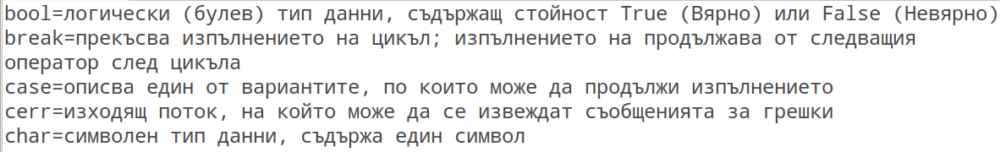 bool=логически (булев) тип данни, съдържащ стойност True (Вярно) или False (Невярно)
break=прекъсва изпълнението на цикъл; изпълнението на продължава от следващия
оператор след цикъла
case=описва един от вариантите, по които може да продължи изпълнението
cerr=изходящ поток, на който може да се извеждат съобщенията за грешки
char=символен тип данни, съдържа един символ